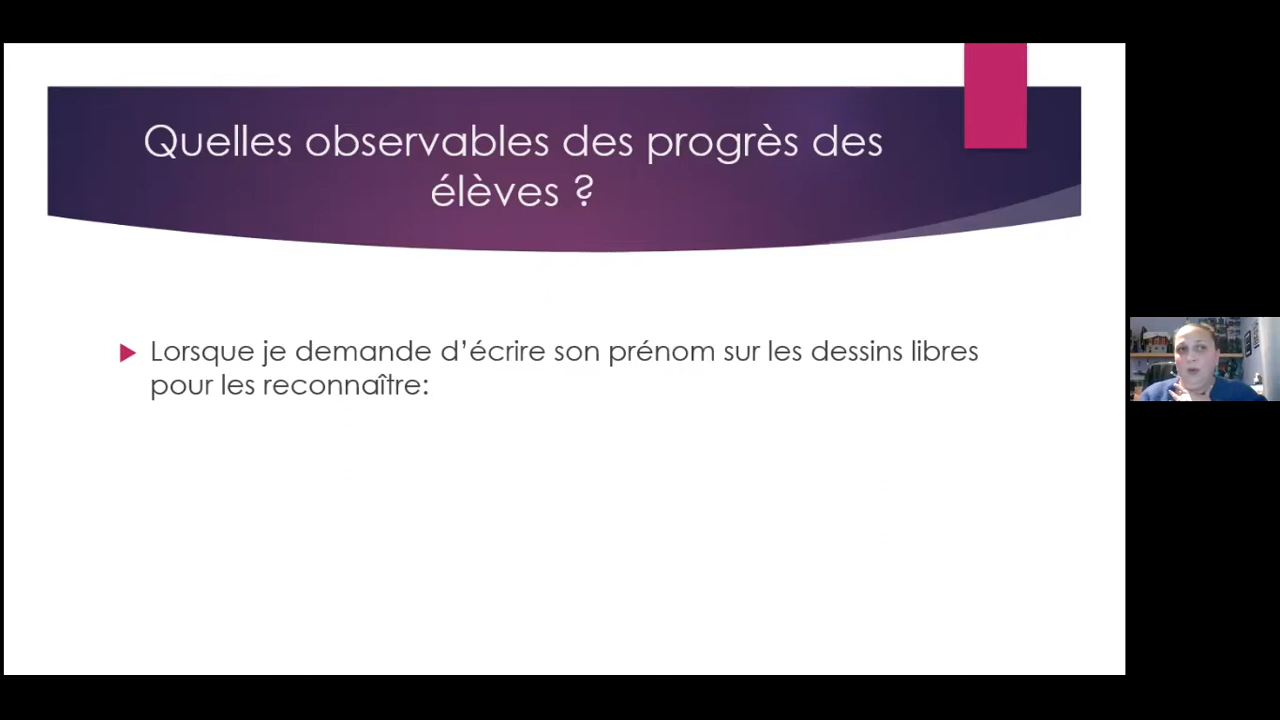 Quelles observables des progrès des
élèves ?
Lorsque je demande d’écrire son prénom sur les dessins libres
pour les reconnaître: